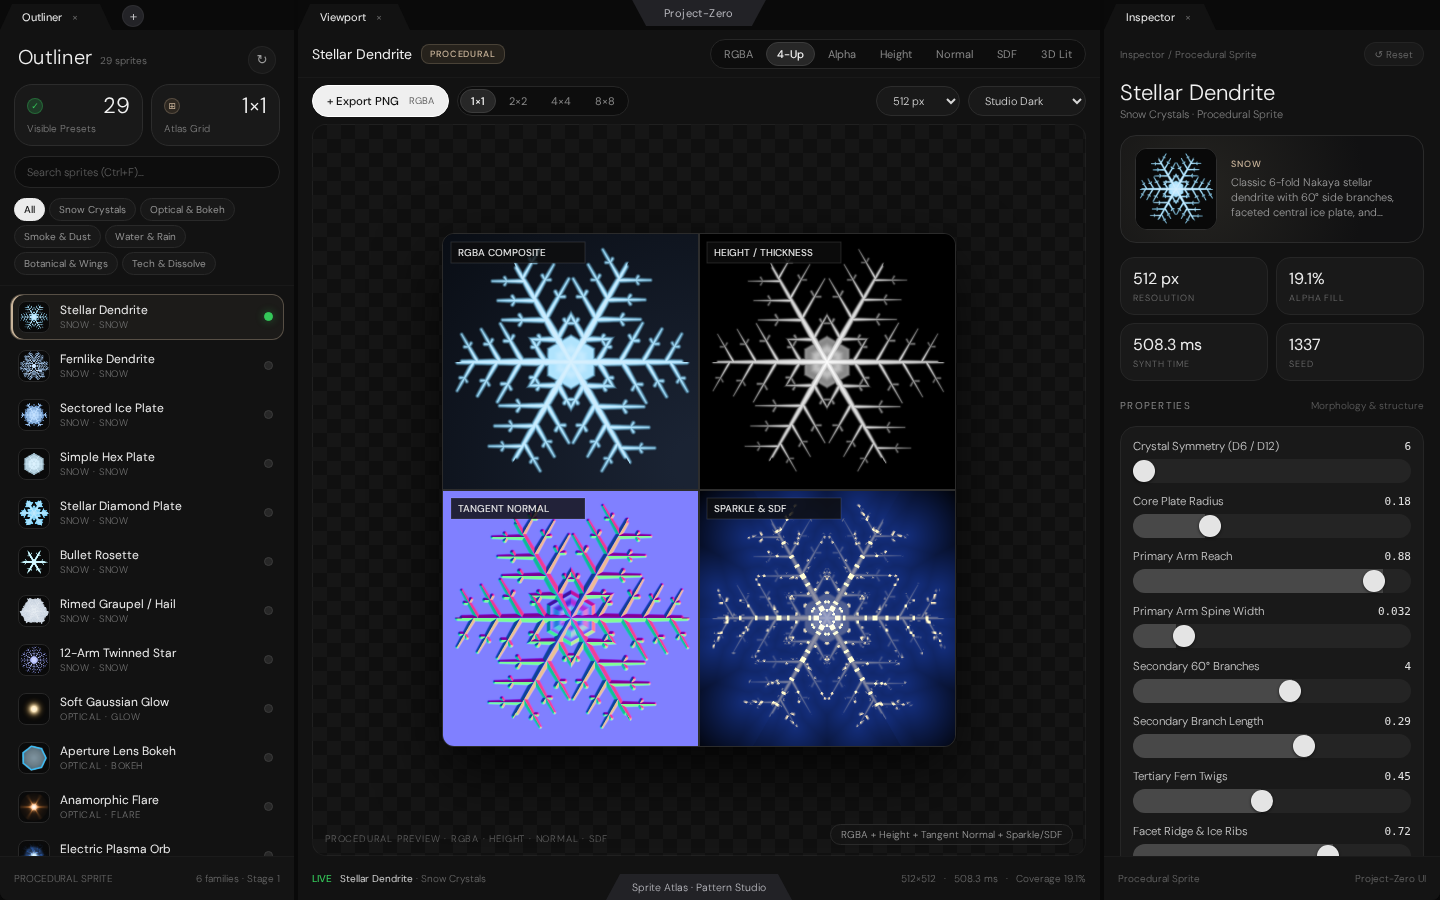 Outliner ×
+
Viewport ×
Project-Zero
Inspector ×
Outliner 29 sprites
↻
✓ 29
Visible Presets
⊞ 1×1
Atlas Grid
Search sprites (Ctrl+F)...
All Snow Crystals Optical & Bokeh
Smoke & Dust Water & Rain
Botanical & Wings Tech & Dissolve
Stellar Dendrite
SNOW · SNOW
Fernlike Dendrite
SNOW · SNOW
Sectored Ice Plate
SNOW · SNOW
Simple Hex Plate
SNOW · SNOW
Stellar Diamond Plate
SNOW · SNOW
Bullet Rosette
SNOW · SNOW
Rimed Graupel / Hail
SNOW · SNOW
12-Arm Twinned Star
SNOW · SNOW
Soft Gaussian Glow
OPTICAL · GLOW
Aperture Lens Bokeh
OPTICAL · BOKEH
Anamorphic Flare
OPTICAL · FLARE
Electric Plasma Orb
PROCEDURAL SPRITE 6 families · Stage 1
Stellar Dendrite PROCEDURAL
RGBA 4-Up Alpha Height Normal SDF 3D Lit
+ Export PNG RGBA
1×1 2×2 4×4 8×8
512 px Studio Dark
RGBA COMPOSITE
HEIGHT / THICKNESS
TANGENT NORMAL
SPARKLE & SDF
PROCEDURAL PREVIEW · RGBA · HEIGHT · NORMAL · SDF
RGBA + Height + Tangent Normal + Sparkle/SDF
LIVE Stellar Dendrite · Snow Crystals
512×512 · 508.3 ms · Coverage 19.1%
Sprite Atlas · Pattern Studio
Inspector / Procedural Sprite ↺ Reset
Stellar Dendrite
Snow Crystals · Procedural Sprite
SNOW
Classic 6-fold Nakaya stellar
dendrite with 60° side branches,
faceted central ice plate, and...
512 px
RESOLUTION
19.1%
ALPHA FILL
508.3 ms
SYNTH TIME
1337
SEED
PROPERTIES Morphology & structure
Crystal Symmetry (D6 / D12) 6
Core Plate Radius 0.18
Primary Arm Reach 0.88
Primary Arm Spine Width 0.032
Secondary 60° Branches 4
Secondary Branch Length 0.29
Tertiary Fern Twigs 0.45
Facet Ridge & Ice Ribs 0.72
Procedural Sprite Project-Zero UI